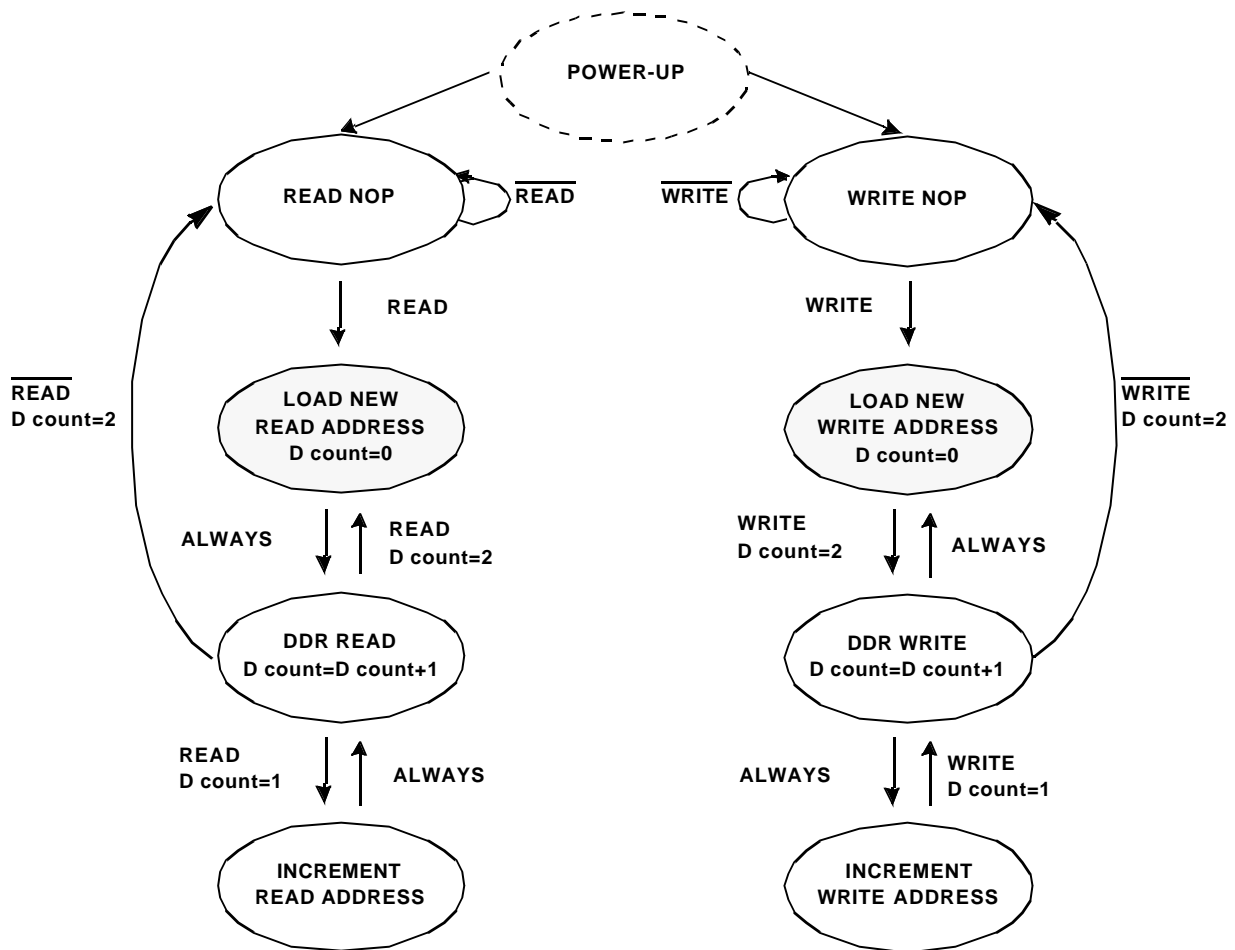 POWER-UP
READ NOP
READ
WRITE
WRITE NOP
READ
WRITE
READ
D count=2
LOAD NEW
READ ADDRESS
D count=0
LOAD NEW
WRITE ADDRESS
D count=0
WRITE
D count=2
ALWAYS
READ
D count=2
WRITE
D count=2
ALWAYS
DDR READ
D count=D count+1
DDR WRITE
D count=D count+1
READ
D count=1
ALWAYS
ALWAYS
WRITE
D count=1
INCREMENT
READ ADDRESS
INCREMENT
WRITE ADDRESS